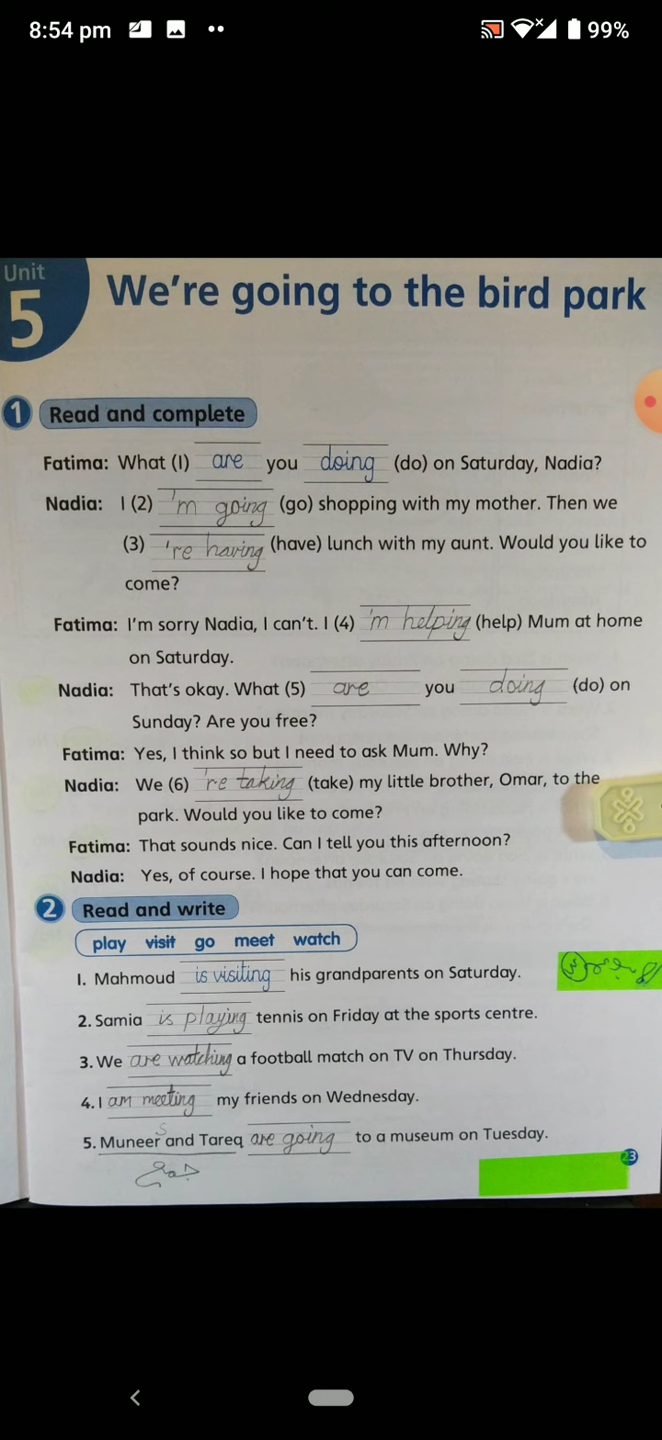 8:54 pm
99%
Unit
5
We're going to the bird park
1 Read and complete
Fatima: What (1) are you doing (do) on Saturday, Nadia?
Nadia: I (2) 'm going (go) shopping with my mother. Then we
(3) 're having (have) lunch with my aunt. Would you like to
come?
Fatima: I'm sorry Nadia, I can't. I (4) 'm helping (help) Mum at home
on Saturday.
Nadia: That's okay. What (5) are you doing (do) on
Sunday? Are you free?
Fatima: Yes, I think so but I need to ask Mum. Why?
Nadia: We (6) 're taking (take) my little brother, Omar, to the
park. Would you like to come?
Fatima: That sounds nice. Can I tell you this afternoon?
Nadia: Yes, of course. I hope that you can come.
2 Read and write
play visit go meet watch
1. Mahmoud is visiting his grandparents on Saturday.
2. Samia is playing tennis on Friday at the sports centre.
3. We are watching a football match on TV on Thursday.
4. I am meeting my friends on Wednesday.
s
5. Muneer and Tareq are going to a museum on Tuesday.
جمع
23